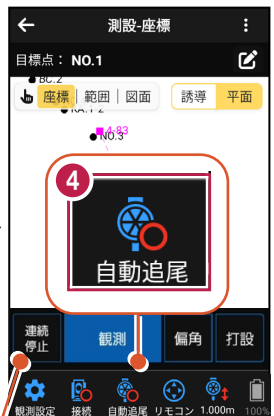 測設-座標
目標点： NO.1
BC.2
座標 範囲 図面 誘導 平面
KA.1-2
A-83
NO.3
4
自動追尾
連続
停止
観測 偏角 打設
観測設定 接続 自動追尾 リモコン 1.000m 100%